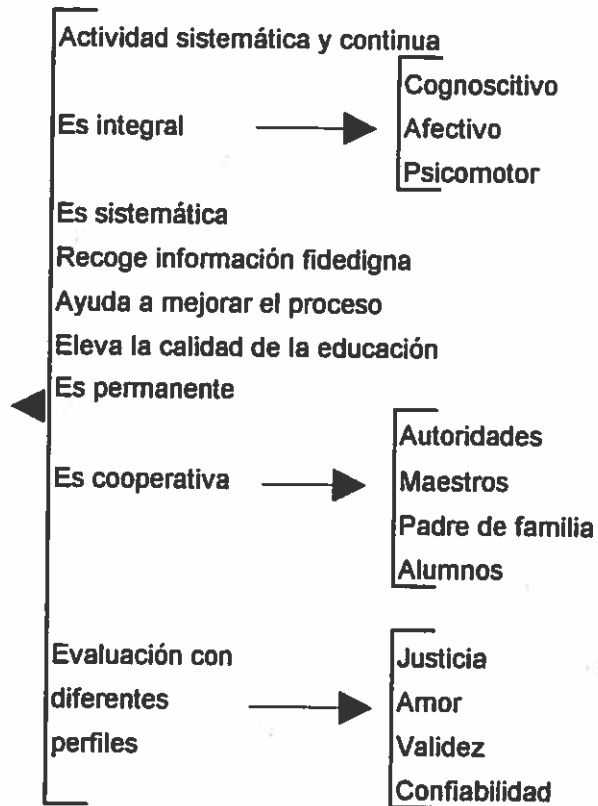 Actividad sistemática y continua
Es integral
Cognoscitivo
Afectivo
Psicomotor
Es sistemática
Recoge información fidedigna
Ayuda a mejorar el proceso
Eleva la calidad de la educación
Es permanente
Es cooperativa
Autoridades
Maestros
Padre de familia
Alumnos
Evaluación con
diferentes
perfiles
Justicia
Amor
Validez
Confiabilidad